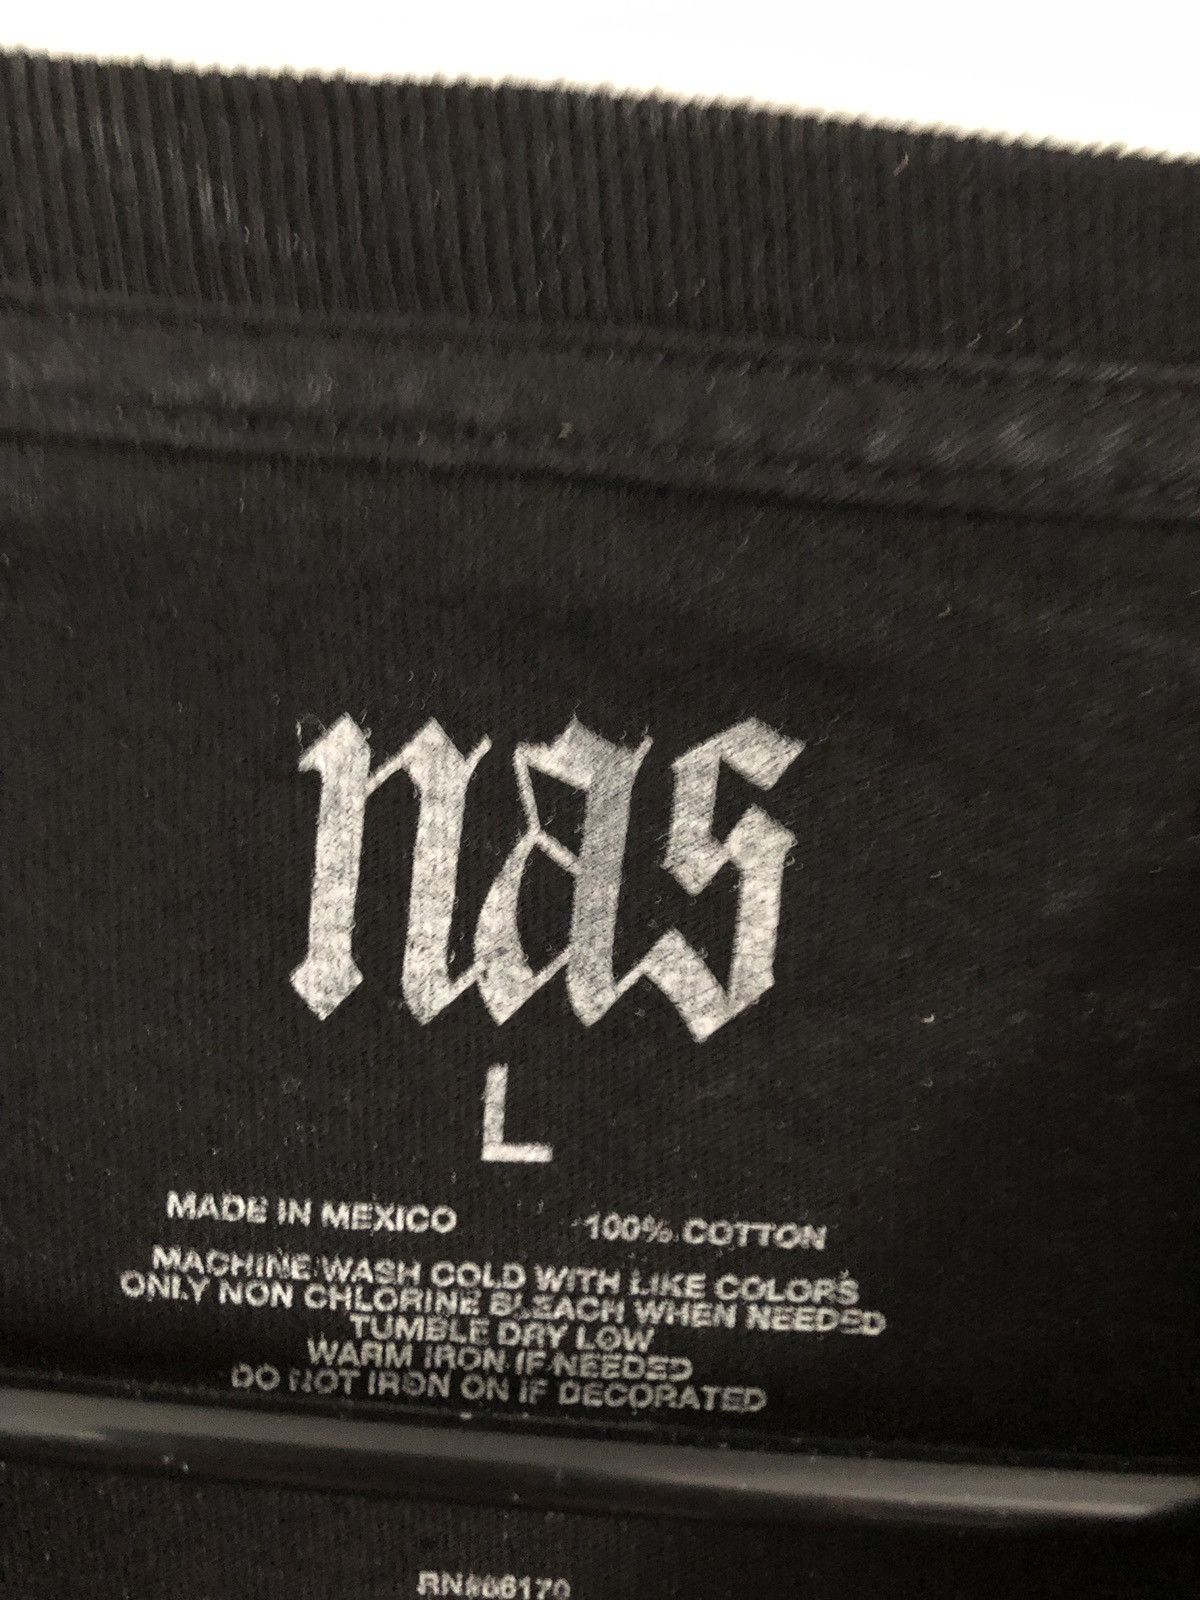 nas
L
MADE IN MEXICO 100% COTTON
MACHINE WASH COLD WITH LIKE COLORS
ONLY NON CHLORINE BLEACH WHEN NEEDED
TUMBLE DRY LOW
WARM IRON IF NEEDED
DO NOT IRON ON IF DECORATED